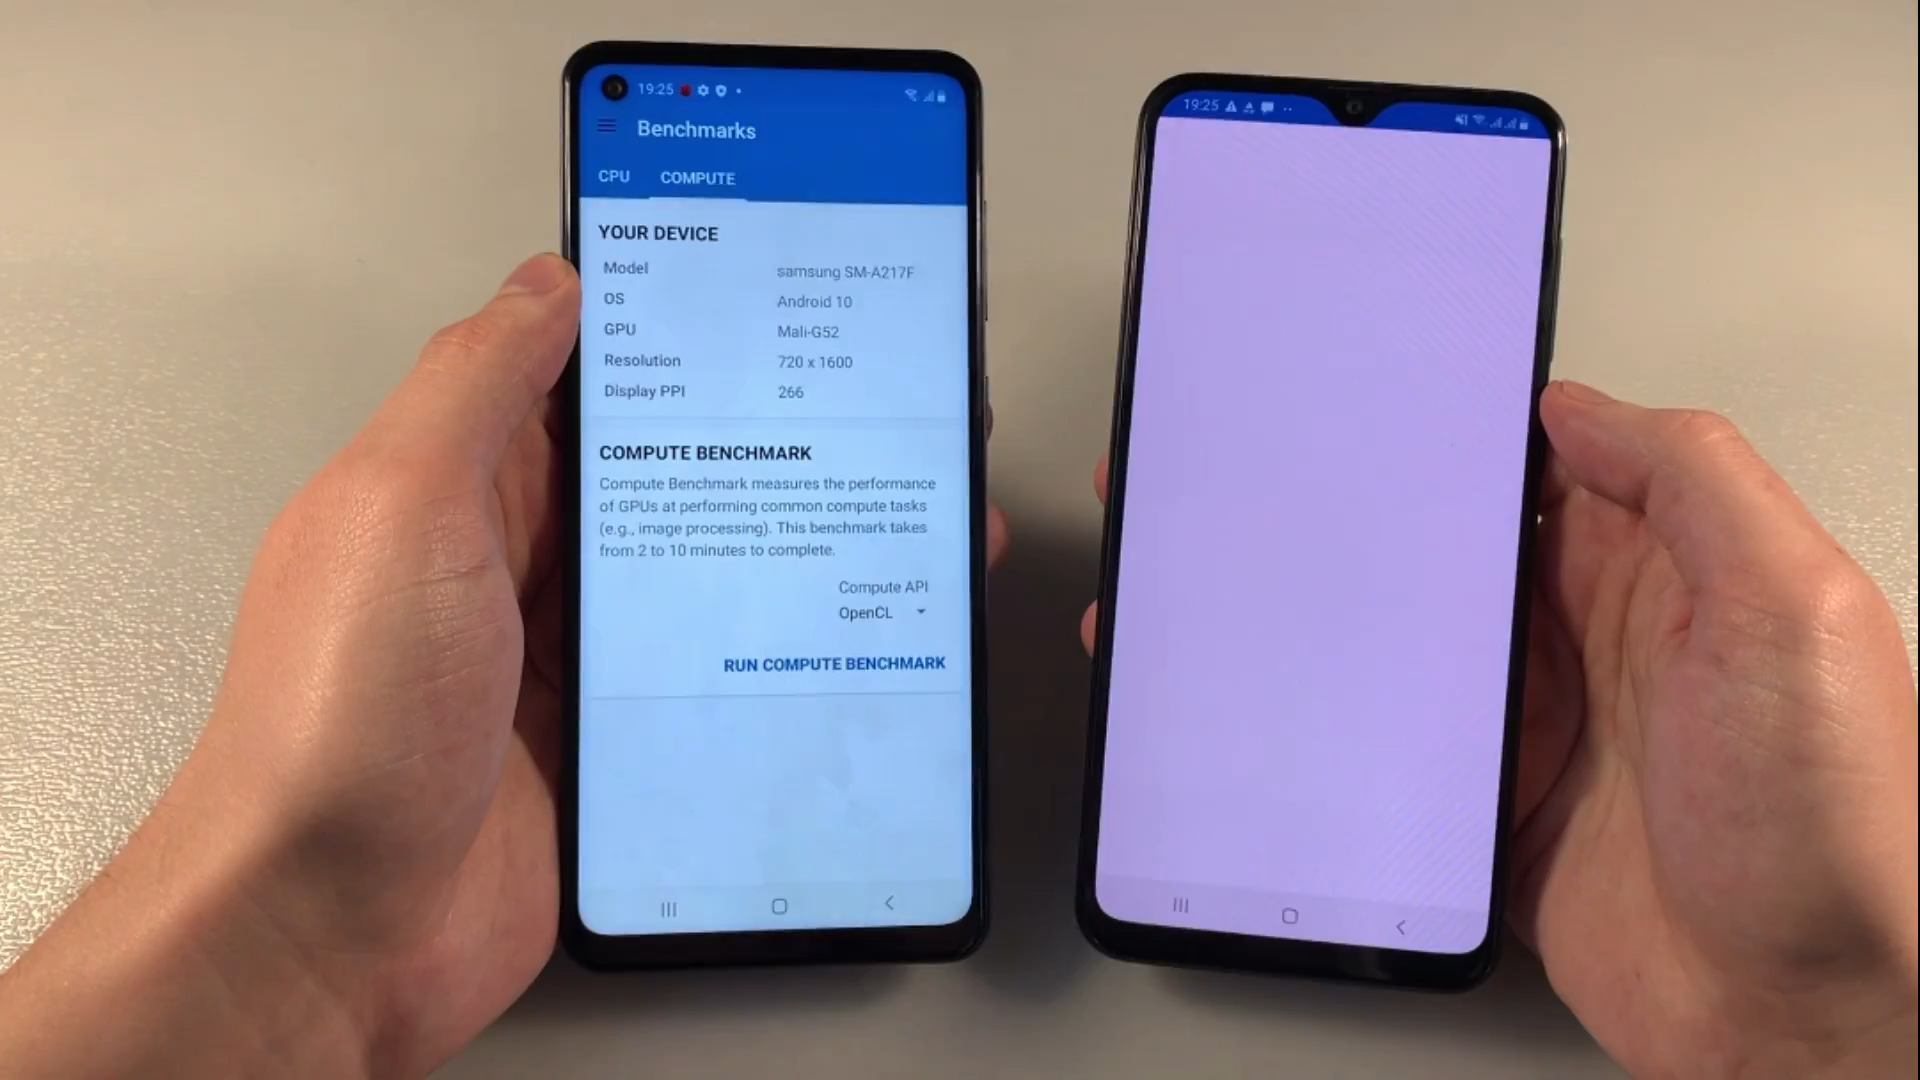 19:25
Benchmarks
CPU COMPUTE
YOUR DEVICE
Model samsung SM-A217F
OS Android 10
GPU Mali-G52
Resolution 720 x 1600
Display PPI 266
COMPUTE BENCHMARK
Compute Benchmark measures the performance
of GPUs at performing common compute tasks
(e.g., image processing). This benchmark takes
from 2 to 10 minutes to complete.
Compute API
OpenCL
RUN COMPUTE BENCHMARK
19:25